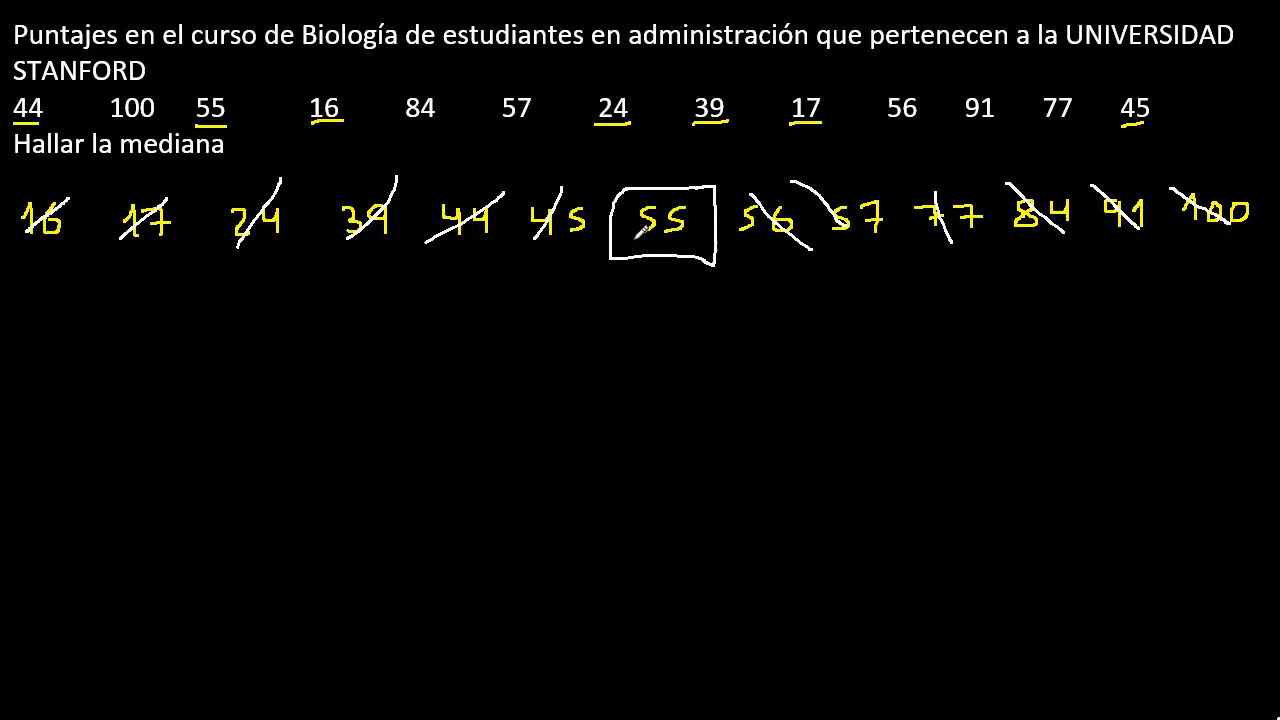 Puntajes en el curso de Biología de estudiantes en administración que pertenecen a la UNIVERSIDAD
STANFORD
44 100 55 16 84 57 24 39 17 56 91 77 45
Hallar la mediana
16 17 24 39 44 45 55 56 57 77 84 91 100